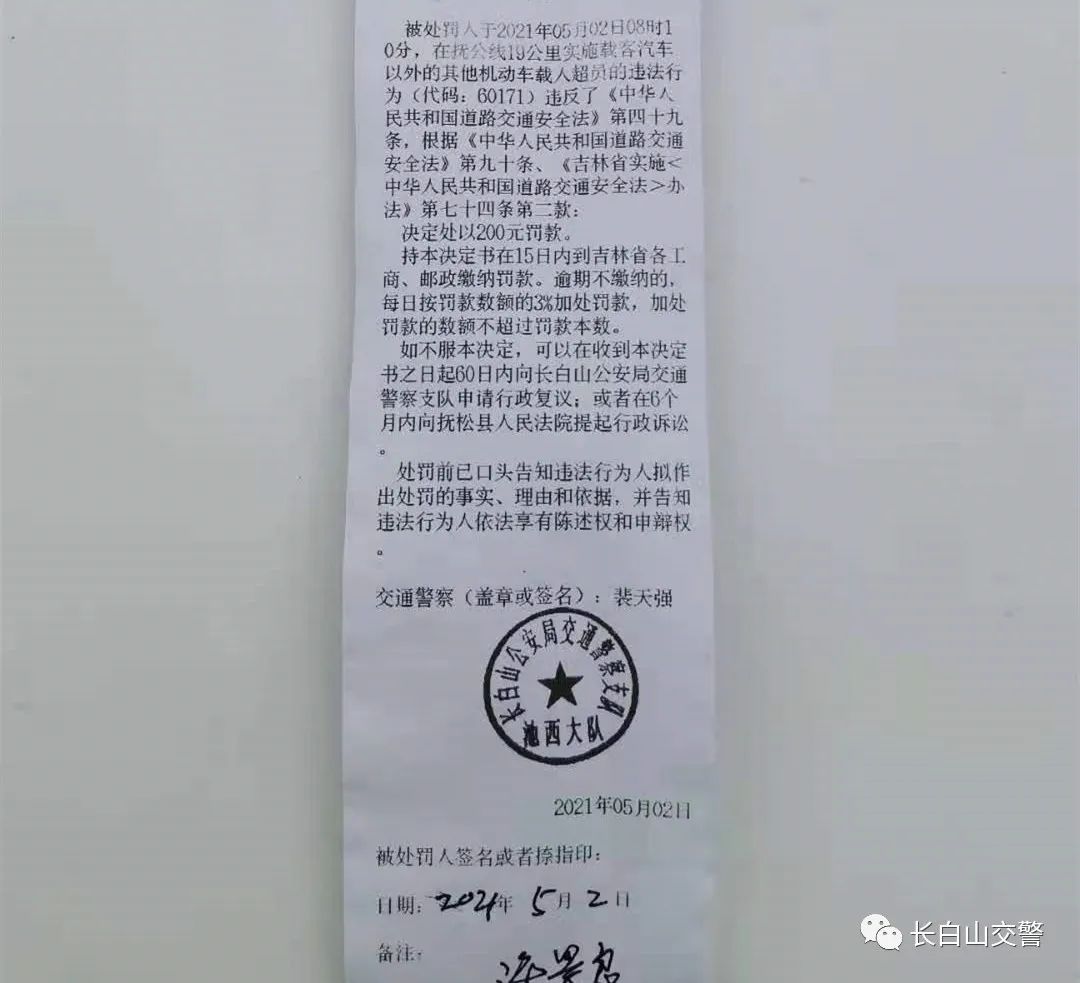 被处罚人于2021年05月02日08时1
0分，在抚公线19公里实施载客汽车
以外的其他机动车载人超员的违法行
为（代码：60171）违反了《中华人
民共和国道路交通安全法》第四十九
条，根据《中华人民共和国道路交通
安全法》第九十条、《吉林省实施<
中华人民共和国道路交通安全法>办
法》第七十四条第二款：
决定处以200元罚款。
持本决定书在15日内到吉林省各工
商、邮政缴纳罚款。逾期不缴纳的，
每日按罚款数额的3%加处罚款，加处
罚款的数额不超过罚款本数。
如不服本决定，可以在收到本决定
书之日起60日内向长白山公安局交通
警察支队申请行政复议；或者在6个
月内向抚松县人民法院提起行政诉讼
。
处罚前已口头告知违法行为人拟作
出处罚的事实、理由和依据，并告知
违法行为人依法享有陈述权和申辩权
。
交通警察（盖章或签名）：裴天强
长白山公安局交通警察支队
池西大队
2021年05月02日
被处罚人签名或者捺指印：
日期：2021年5月2日
备注：
长白山交警